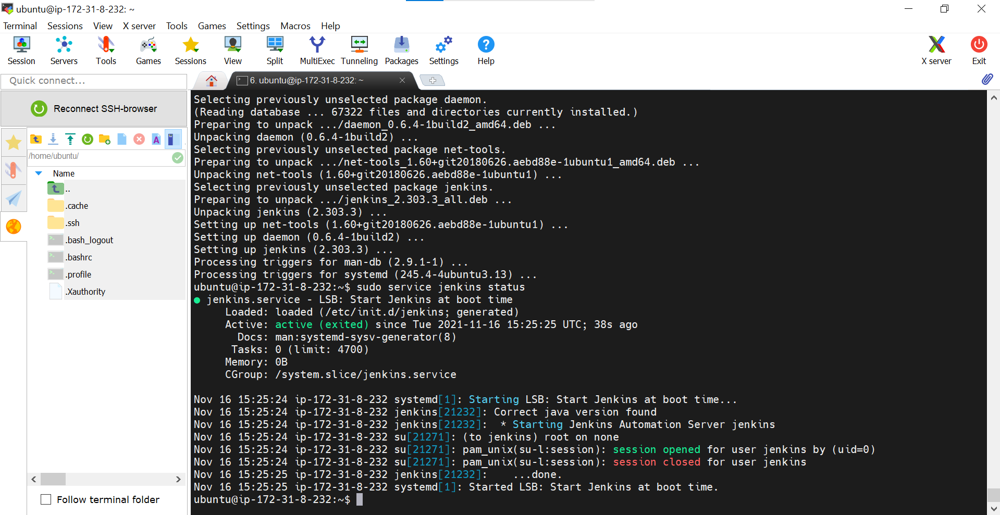 ubuntu@ip-172-31-8-232: ~
Terminal Sessions View X server Tools Games Settings Macros Help
Session Servers Tools Games Sessions View Split MultiExec Tunneling Packages Settings Help X server Exit
Quick connect...
6. ubuntu@ip-172-31-8-232: ~
Reconnect SSH-browser
/home/ubuntu/
Name
..
.cache
.ssh
.bash_logout
.bashrc
.profile
.Xauthority
Follow terminal folder
Selecting previously unselected package daemon.
(Reading database ... 67322 files and directories currently installed.)
Preparing to unpack .../daemon_0.6.4-1build2_amd64.deb ...
Unpacking daemon (0.6.4-1build2) ...
Selecting previously unselected package net-tools.
Preparing to unpack .../net-tools_1.60+git20180626.aebd88e-1ubuntu1_amd64.deb ...
Unpacking net-tools (1.60+git20180626.aebd88e-1ubuntu1) ...
Selecting previously unselected package jenkins.
Preparing to unpack .../jenkins_2.303.3_all.deb ...
Unpacking jenkins (2.303.3) ...
Setting up net-tools (1.60+git20180626.aebd88e-1ubuntu1) ...
Setting up daemon (0.6.4-1build2) ...
Setting up jenkins (2.303.3) ...
Processing triggers for man-db (2.9.1-1) ...
Processing triggers for systemd (245.4-4ubuntu3.13) ...
ubuntu@ip-172-31-8-232:~$ sudo service jenkins status
● jenkins.service - LSB: Start Jenkins at boot time
Loaded: loaded (/etc/init.d/jenkins; generated)
Active: active (exited) since Tue 2021-11-16 15:25:25 UTC; 38s ago
Docs: man:systemd-sysv-generator(8)
Tasks: 0 (limit: 4700)
Memory: 0B
CGroup: /system.slice/jenkins.service
Nov 16 15:25:24 ip-172-31-8-232 systemd[1]: Starting LSB: Start Jenkins at boot time...
Nov 16 15:25:24 ip-172-31-8-232 jenkins[21232]: Correct java version found
Nov 16 15:25:24 ip-172-31-8-232 jenkins[21232]:  * Starting Jenkins Automation Server jenkins
Nov 16 15:25:24 ip-172-31-8-232 su[21271]: (to jenkins) root on none
Nov 16 15:25:24 ip-172-31-8-232 su[21271]: pam_unix(su-l:session): session opened for user jenkins by (uid=0)
Nov 16 15:25:24 ip-172-31-8-232 su[21271]: pam_unix(su-l:session): session closed for user jenkins
Nov 16 15:25:25 ip-172-31-8-232 jenkins[21232]:    ...done.
Nov 16 15:25:25 ip-172-31-8-232 systemd[1]: Started LSB: Start Jenkins at boot time.
ubuntu@ip-172-31-8-232:~$